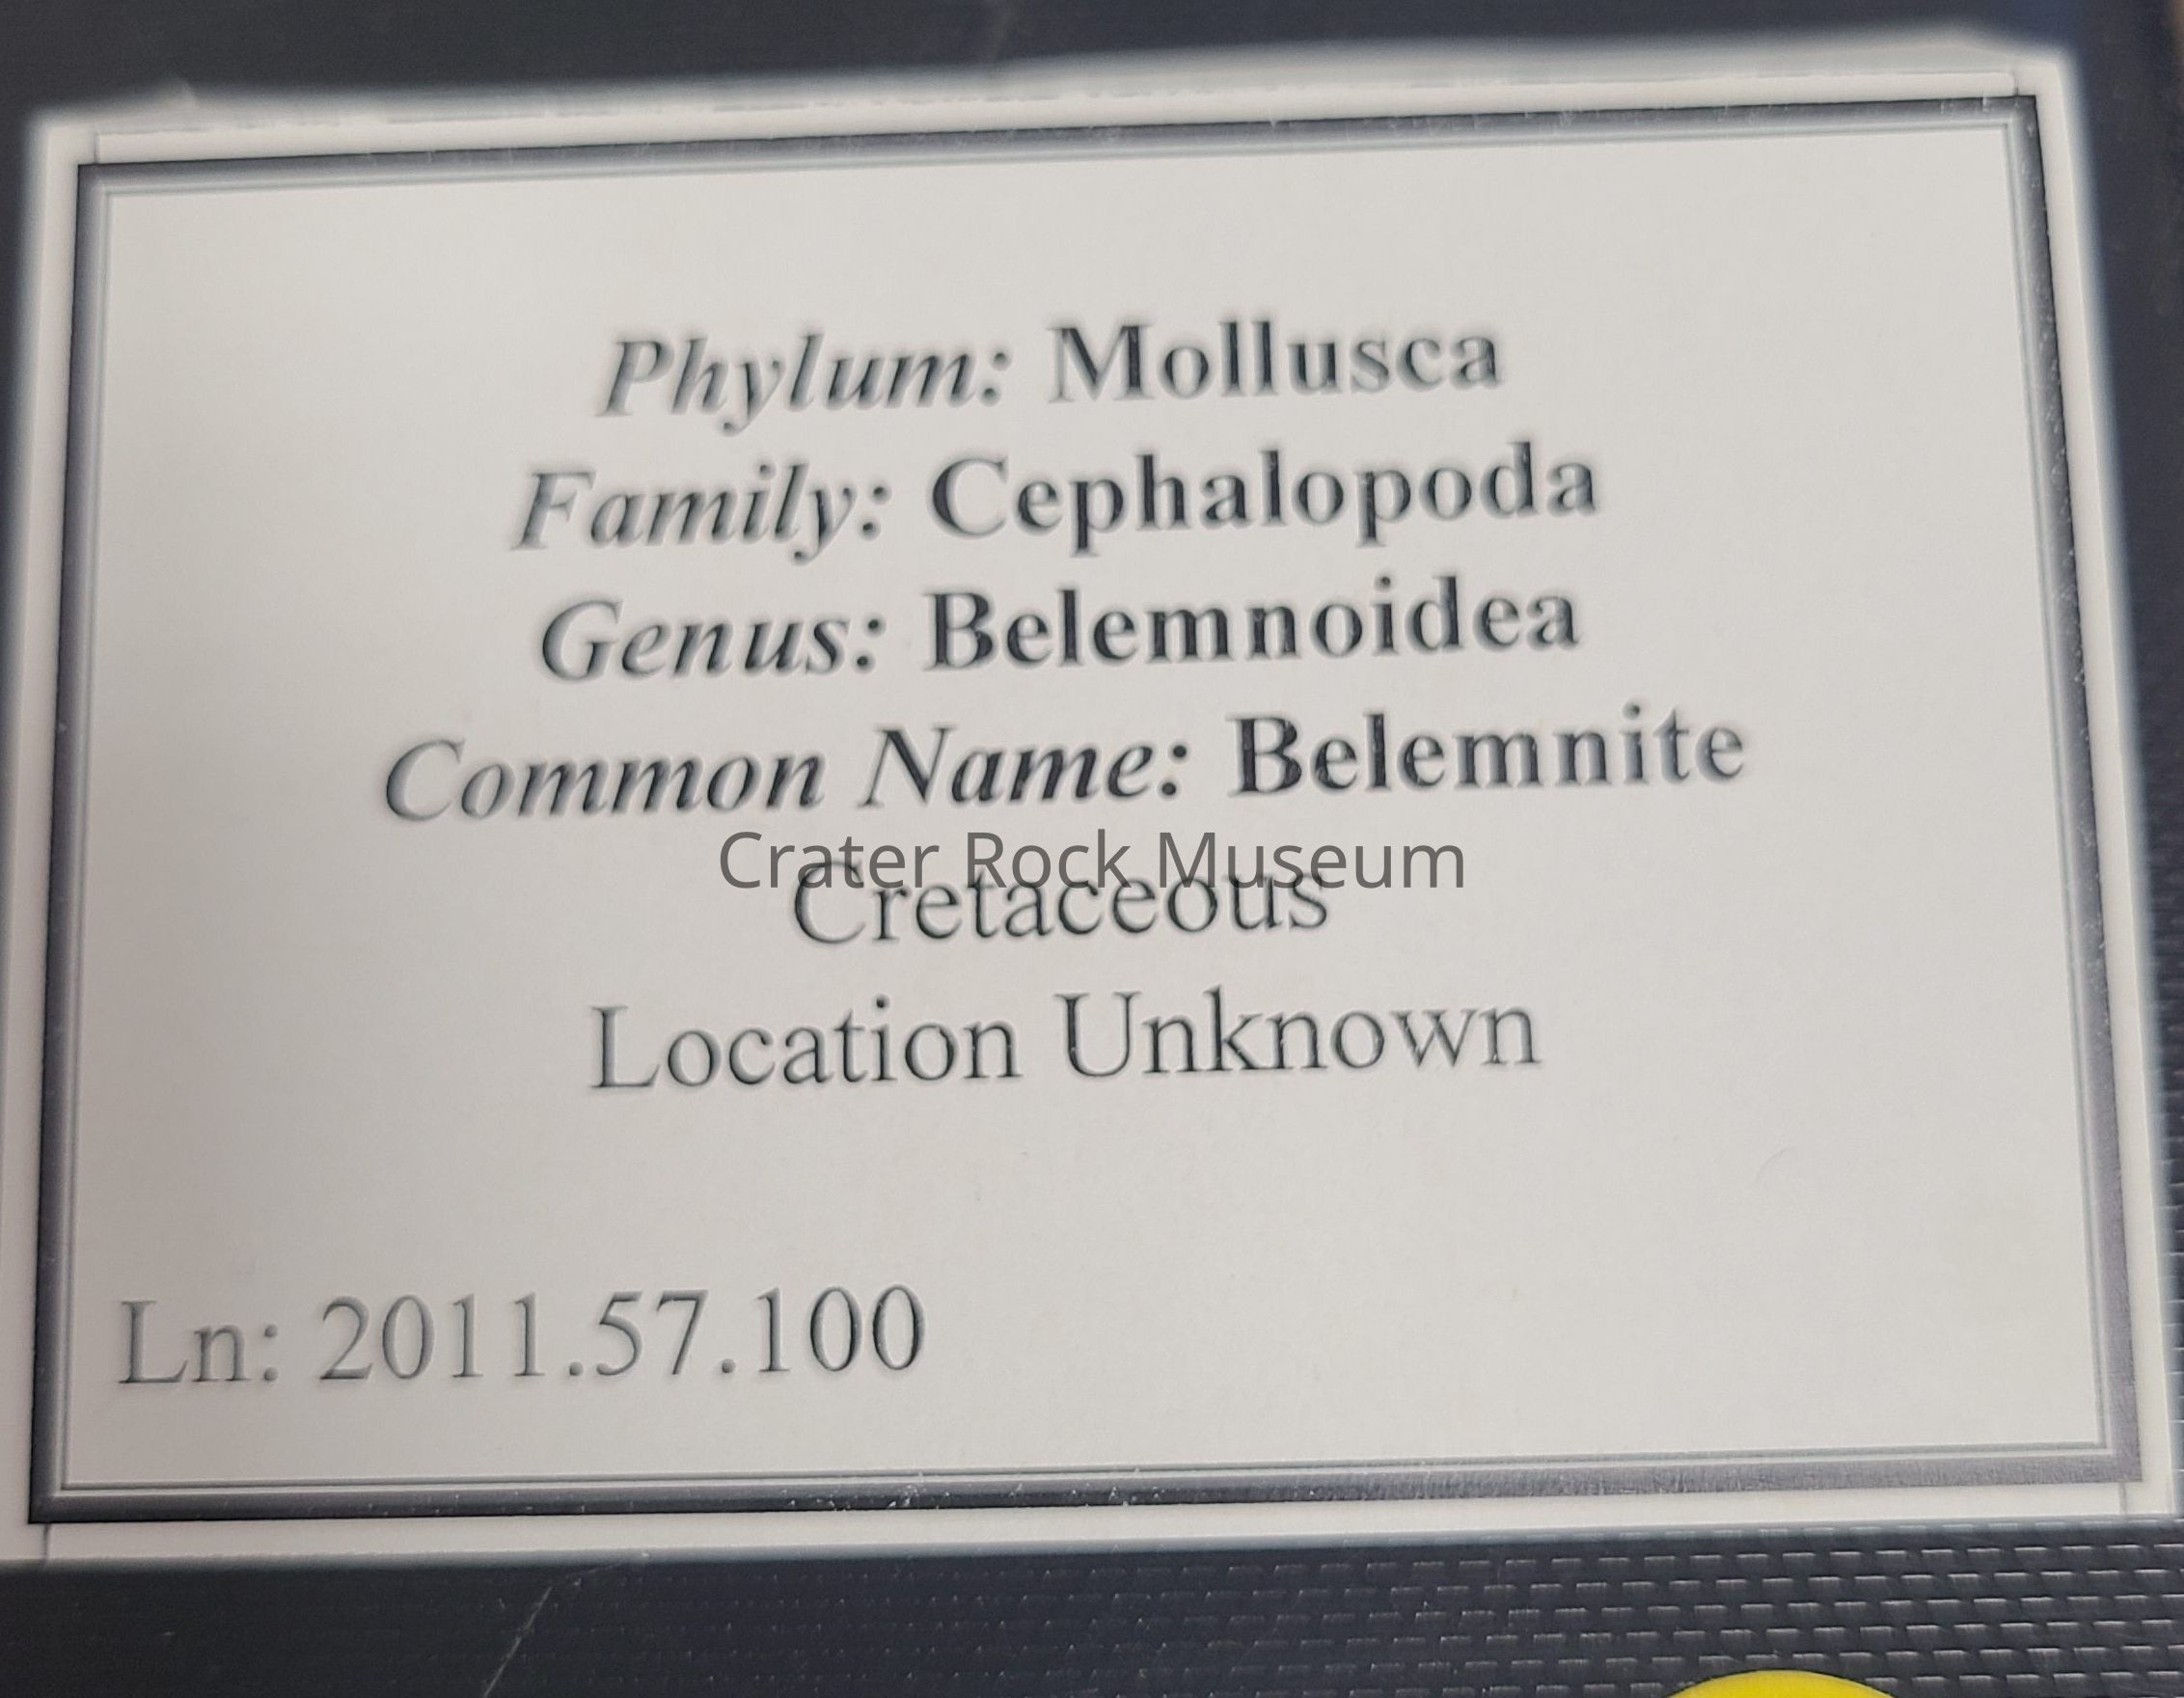 Phylum: Mollusca
Family: Cephalopoda
Genus: Belemnoidea
Common Name: Belemnite
Crater Rock Museum
Cretaceous
Location Unknown
Ln: 2011.57.100